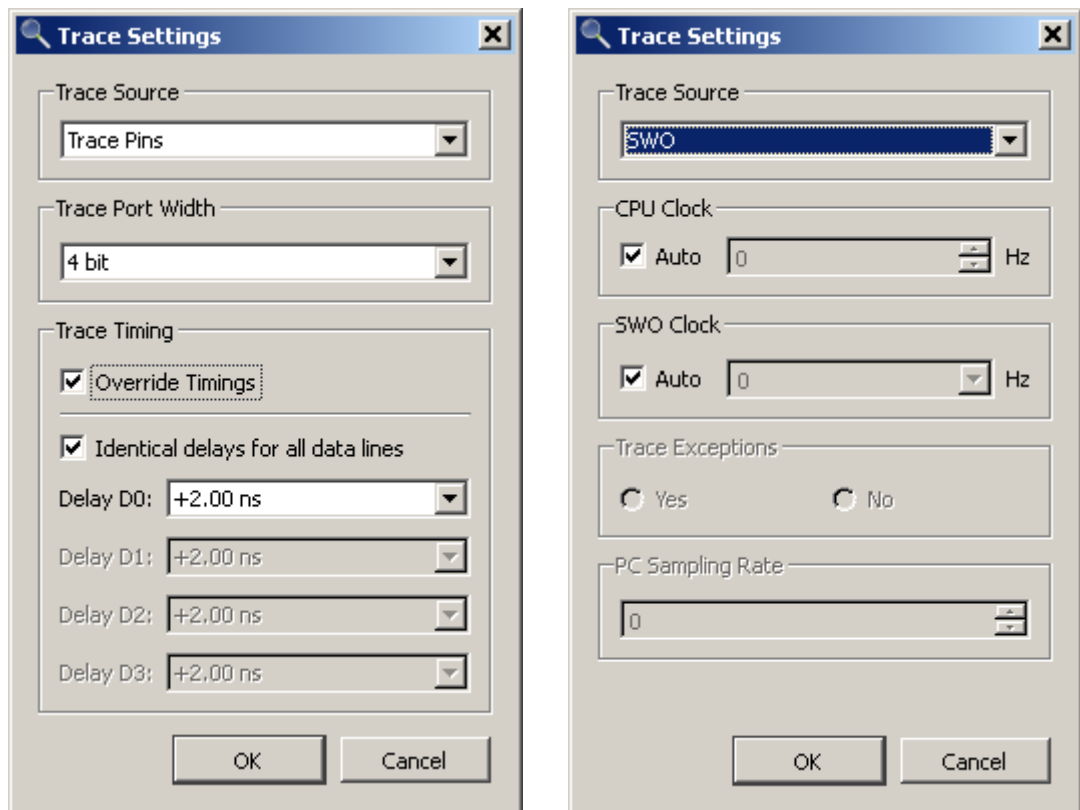 Trace Settings
Trace Source
Trace Pins
Trace Port Width
4 bit
Trace Timing
Override Timings
Identical delays for all data lines
Delay D0: +2.00 ns
Delay D1: +2.00 ns
Delay D2: +2.00 ns
Delay D3: +2.00 ns
OK Cancel
Trace Settings
Trace Source
SWO
CPU Clock
Auto 0 Hz
SWO Clock
Auto 0 Hz
Trace Exceptions
Yes No
PC Sampling Rate
0
OK Cancel